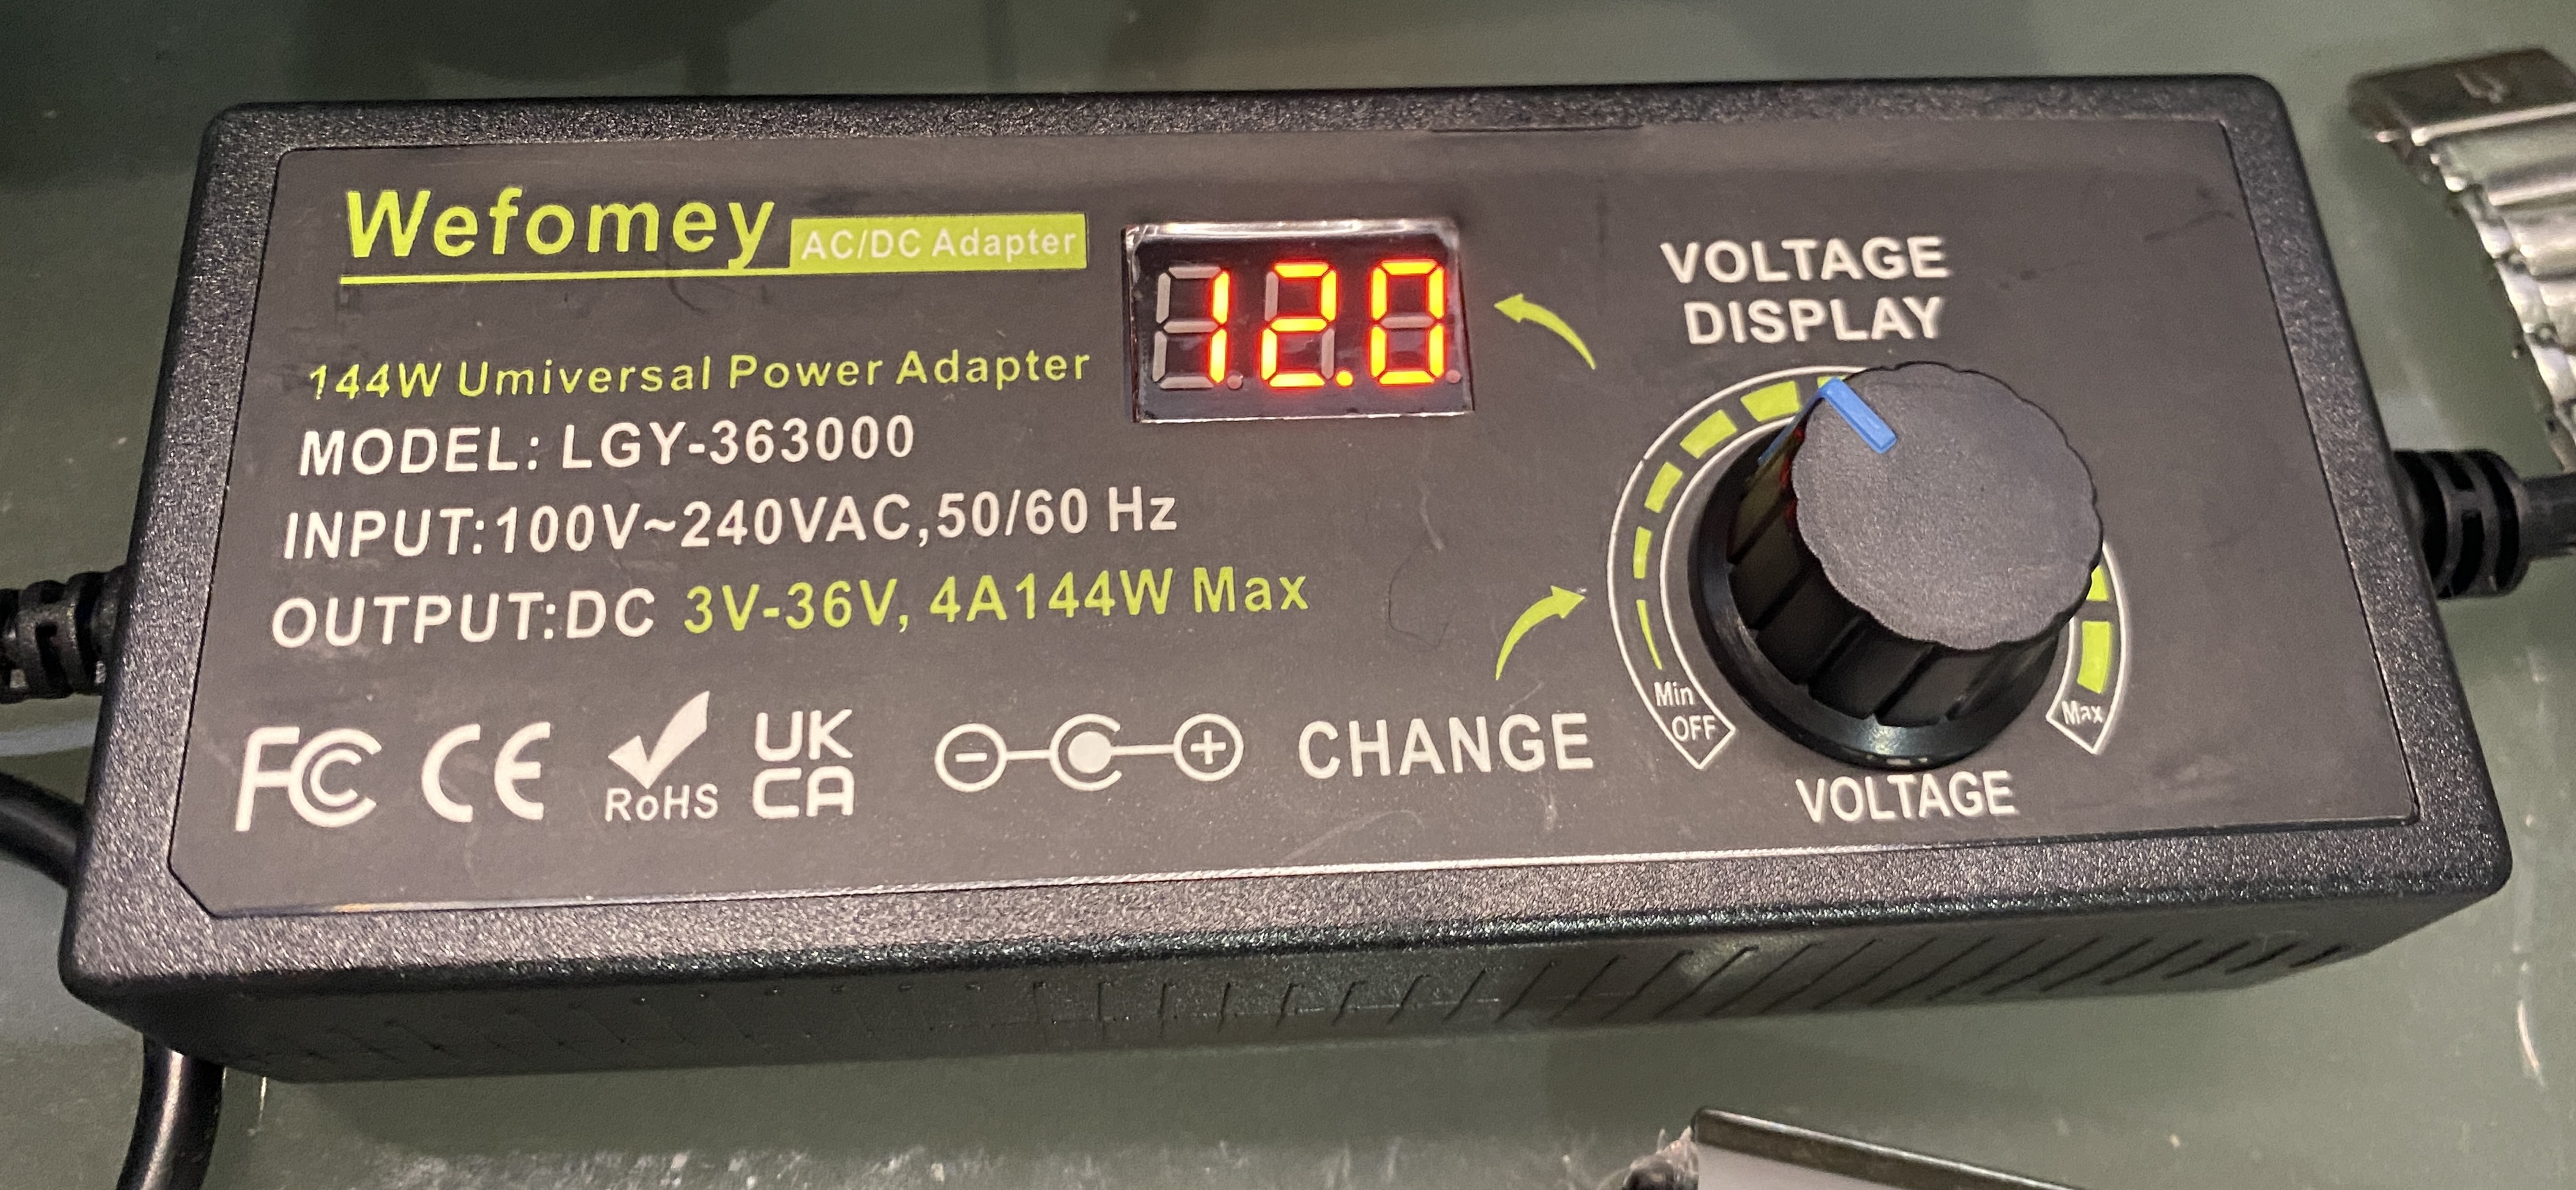 Wefomey AC/DC Adapter
12.0
VOLTAGE
DISPLAY
144W Umiversal Power Adapter
MODEL: LGY-363000
INPUT:100V~240VAC,50/60 Hz
OUTPUT:DC 3V-36V, 4A144W Max
Min
OFF
Max
FC CE RoHS UK
CA
CHANGE
VOLTAGE